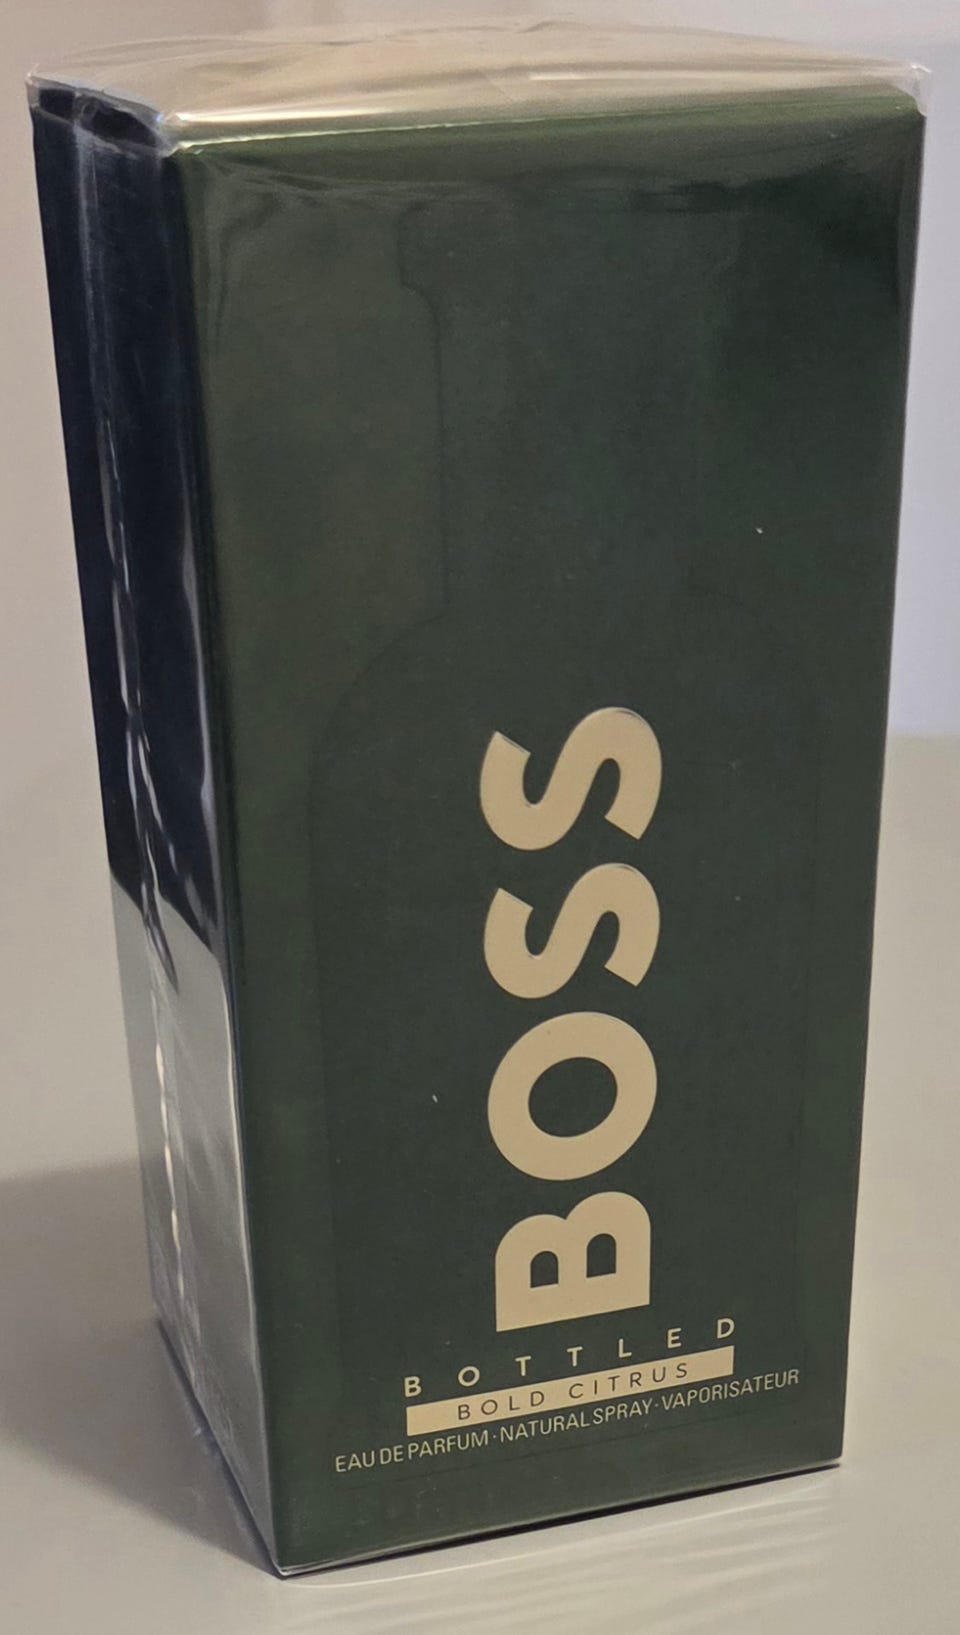 BOSS
BOTTLED
BOLD CITRUS
EAU DE PARFUM · NATURAL SPRAY · VAPORISATEUR